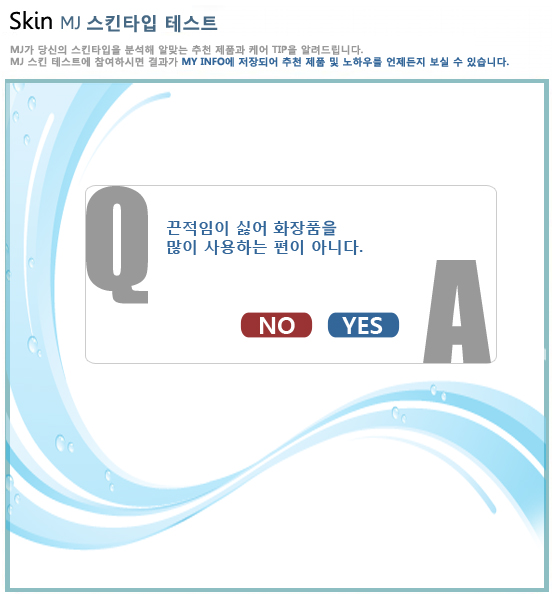 Skin MJ 스킨타입 테스트
MJ가 당신의 스킨타입을 분석해 알맞는 추천 제품과 케어 TIP을 알려드립니다.
MJ 스킨 테스트에 참여하시면 결과가 MY INFO에 저장되어 추천 제품 및 노하우를 언제든지 보실 수 있습니다.
Q
끈적임이 싫어 화장품을
많이 사용하는 편이 아니다.
NO YES
A